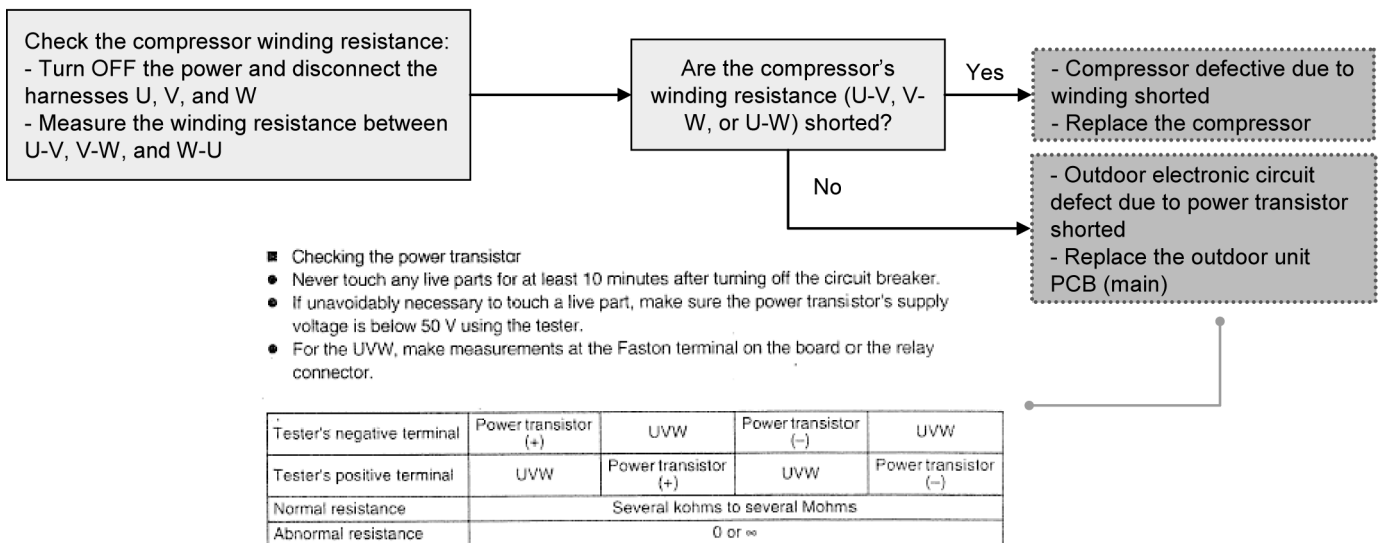 Check the compressor winding resistance:
- Turn OFF the power and disconnect the
harnesses U, V, and W
- Measure the winding resistance between
U-V, V-W, and W-U
Are the compressor's
winding resistance (U-V, V-
W, or U-W) shorted?
Yes
- Compressor defective due to
winding shorted
- Replace the compressor
No
- Outdoor electronic circuit
defect due to power transistor
shorted
- Replace the outdoor unit
PCB (main)
■ Checking the power transistor
● Never touch any live parts for at least 10 minutes after turning off the circuit breaker.
● If unavoidably necessary to touch a live part, make sure the power transistor's supply
voltage is below 50 V using the tester.
● For the UVW, make measurements at the Faston terminal on the board or the relay
connector.
Tester's negative terminal Power transistor (+) UVW Power transistor (−) UVW
Tester's positive terminal UVW Power transistor (+) UVW Power transistor (−)
Normal resistance Several kohms to several Mohms
Abnormal resistance 0 or ∞